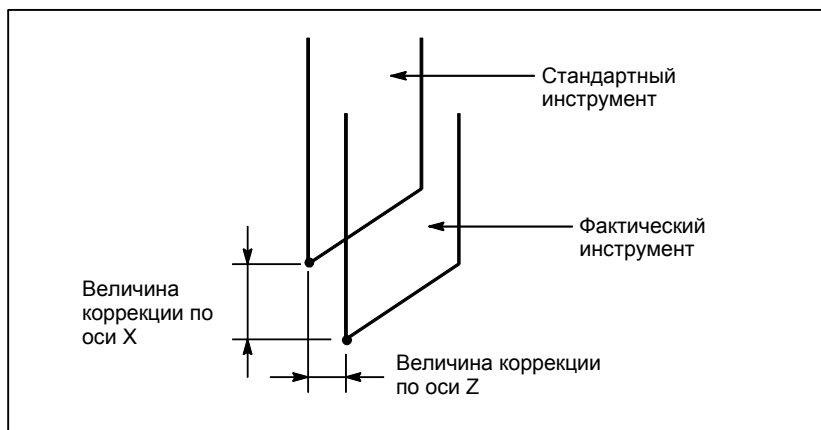 Стандартный
инструмент
Фактический
инструмент
Величина
коррекции по
оси X
Величина коррекции
по оси Z